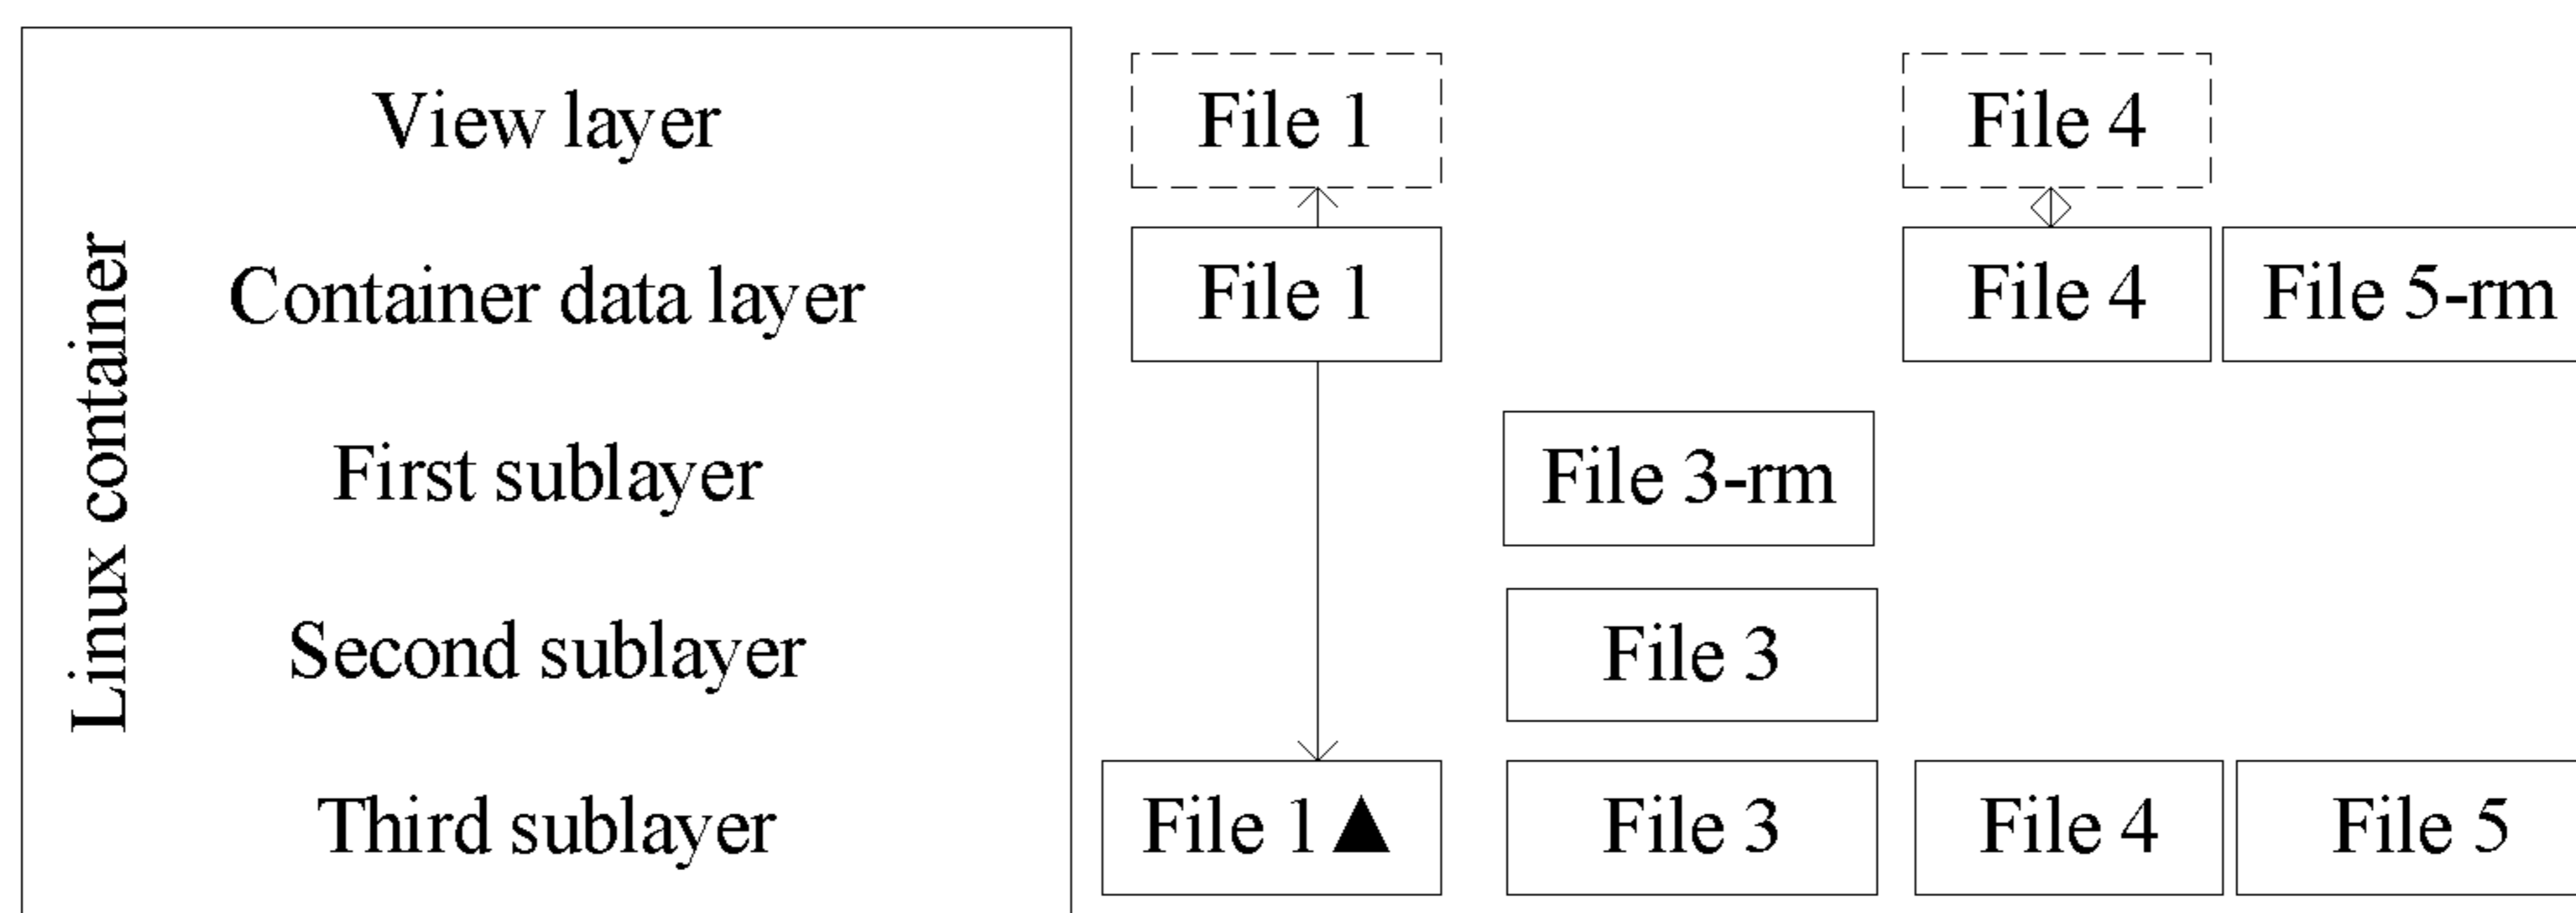 Linux container
View layer File 1 File 4
Container data layer File 1 File 4 File 5-rm
First sublayer File 3-rm
Second sublayer File 3
Third sublayer File 1▲ File 3 File 4 File 5